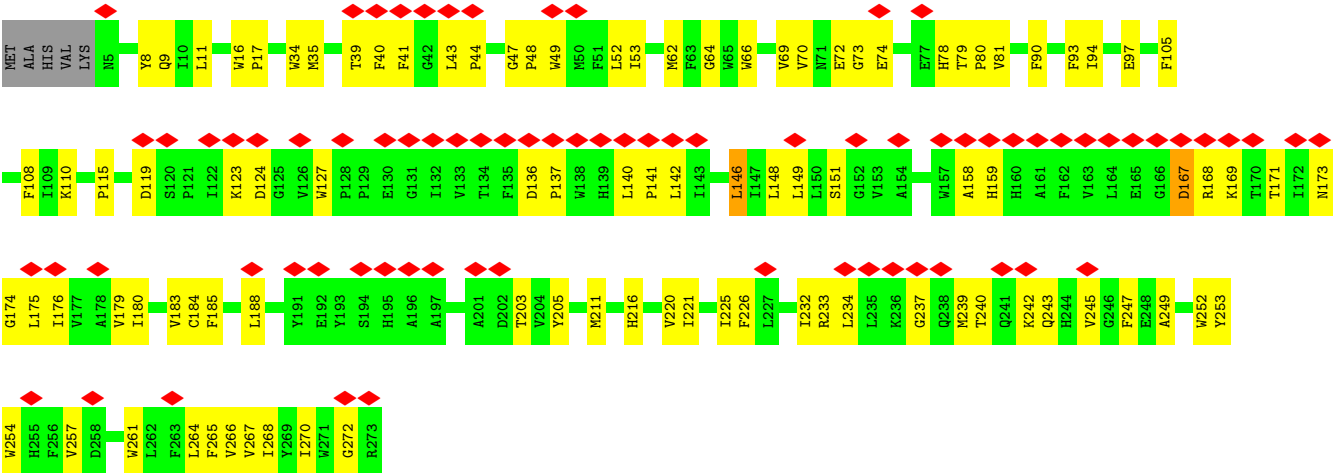 MET ALA HIS VAL LYS N5 Y8 Q9 I10 L11 W16 P17 W34 M35 T39 F40 F41 G42 L43 P44 G47 P48 W49 M50 F51 L52 I53 M62 F63 G64 W65 W66 V69 V70 N71 E72 G73 E74 E77 H78 T79 P80 V81 F90 F93 I94 E97 F105
F108 I109 K110 P115 D119 S120 P121 I122 K123 D124 G125 V126 W127 P128 P129 E130 G131 I132 V133 T134 F135 D136 P137 W138 H139 L140 P141 L142 I143 L146 I147 L148 L149 L150 S151 G152 V153 A154 W157 A158 H159 H160 A161 F162 V163 L164 E165 G166 D167 R168 K169 T170 T171 I172 N173
G174 L175 I176 V177 A178 V179 I180 V183 C184 F185 L188 Y191 E192 Y193 S194 H195 A196 A197 A201 D202 T203 V204 Y205 M211 H216 V220 I221 I225 F226 L227 I232 R233 L234 L235 K236 G237 Q238 M239 T240 Q241 K242 Q243 H244 V245 G246 F247 E248 A249 W252 Y253
W254 H255 F256 V257 D258 W261 L262 F263 L264 F265 V266 V267 I268 Y269 I270 W271 G272 R273